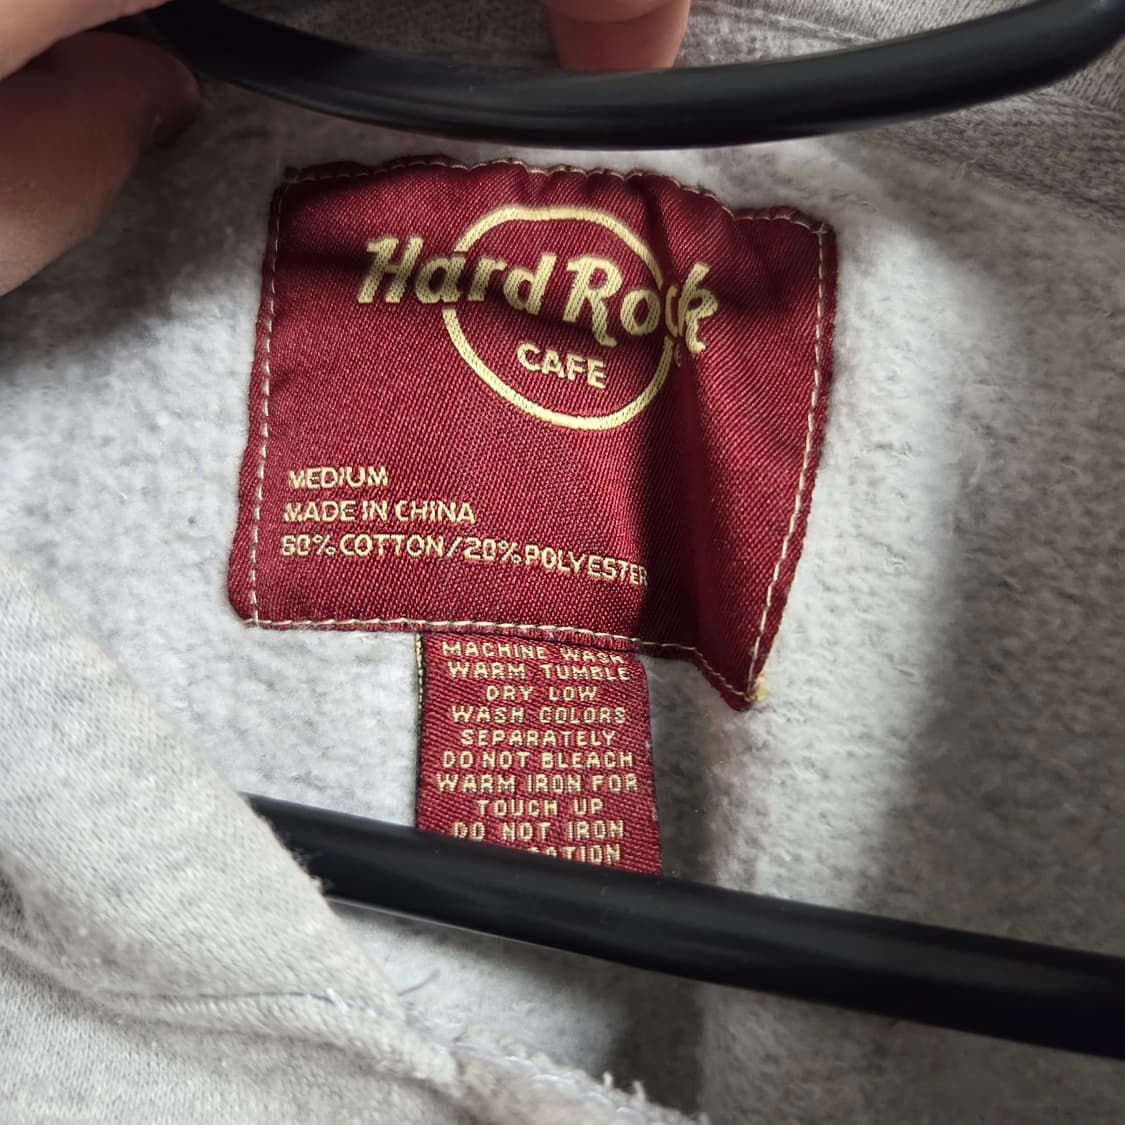 Hard Rock
CAFE
MEDIUM
MADE IN CHINA
80% COTTON/20% POLYESTER
MACHINE WASH
WARM TUMBLE
DRY LOW
WASH COLORS
SEPARATELY
DO NOT BLEACH
WARM IRON FOR
TOUCH UP
DO NOT IRON